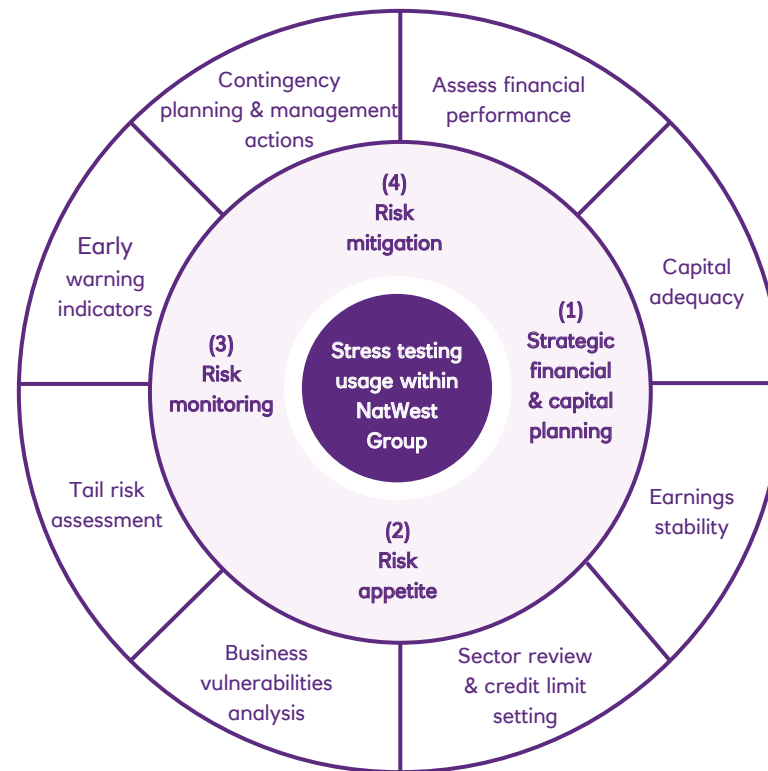 Contingency
planning & management
actions
Assess financial
performance
Capital
adequacy
Earnings
stability
Sector review
& credit limit
setting
Business
vulnerabilities
analysis
Tail risk
assessment
Early
warning
indicators
(4)
Risk
mitigation
(1)
Strategic
financial
& capital
planning
(2)
Risk
appetite
(3)
Risk
monitoring
Stress testing
usage within
NatWest
Group